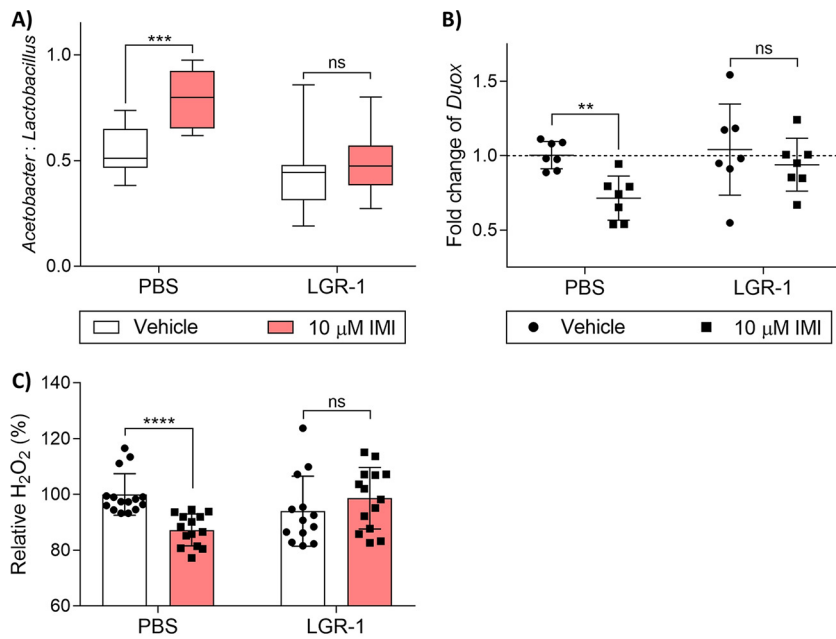 A)
Acetobacter : Lactobacillus
1.0
0.5
0.0
***
ns
PBS
LGR-1
Vehicle
10 μM IMI
B)
Fold change of Duox
1.5
1.0
0.5
**
ns
PBS
LGR-1
Vehicle
10 μM IMI
C)
Relative H₂O₂ (%)
140
120
100
80
60
****
ns
PBS
LGR-1